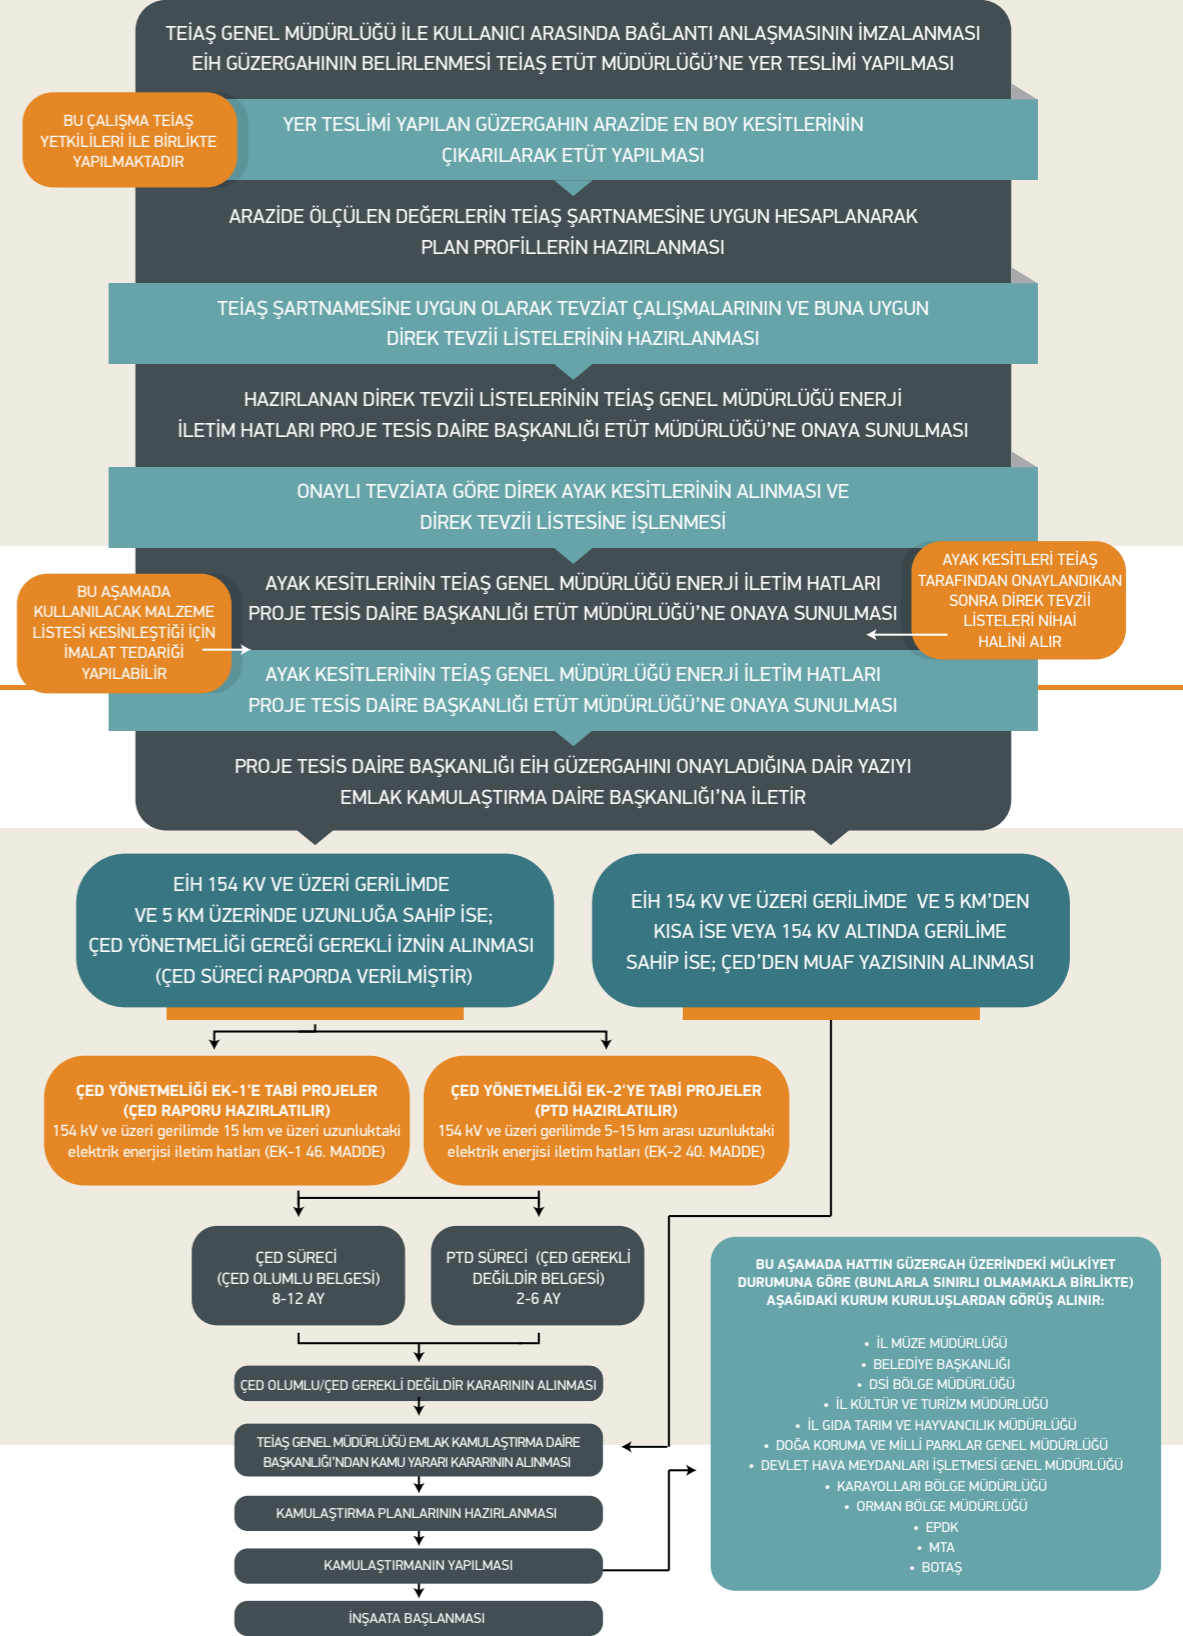 TEİAŞ GENEL MÜDÜRLÜĞÜ İLE KULLANICI ARASINDA BAĞLANTI ANLAŞMASININ İMZALANMASI
EİH GÜZERGAHININ BELİRLENMESİ TEİAŞ ETÜT MÜDÜRLÜĞÜ'NE YER TESLİMİ YAPILMASI
BU ÇALIŞMA TEİAŞ
YETKİLİLERİ İLE BİRLİKTE
YAPILMAKTADIR
YER TESLİMİ YAPILAN GÜZERGAHIN ARAZİDE EN BOY KESİTLERİNİN
ÇIKARILARAK ETÜT YAPILMASI
ARAZİDE ÖLÇÜLEN DEĞERLERİN TEİAŞ ŞARTNAMESİNE UYGUN HESAPLANARAK
PLAN PROFİLLERİN HAZIRLANMASI
TEİAŞ ŞARTNAMESİNE UYGUN OLARAK TEVZİAT ÇALIŞMALARININ VE BUNA UYGUN
DİREK TEVZİİ LİSTELERİNİN HAZIRLANMASI
HAZIRLANAN DİREK TEVZİİ LİSTELERİNİN TEİAŞ GENEL MÜDÜRLÜĞÜ ENERJİ
İLETİM HATLARI PROJE TESİS DAİRE BAŞKANLIĞI ETÜT MÜDÜRLÜĞÜ'NE ONAYA SUNULMASI
ONAYLI TEVZİATA GÖRE DİREK AYAK KESİTLERİNİN ALINMASI VE
DİREK TEVZİİ LİSTESİNE İŞLENMESİ
AYAK KESİTLERİNİN TEİAŞ GENEL MÜDÜRLÜĞÜ ENERJİ İLETİM HATLARI
PROJE TESİS DAİRE BAŞKANLIĞI ETÜT MÜDÜRLÜĞÜ'NE ONAYA SUNULMASI
AYAK KESİTLERİ TEİAŞ
TARAFINDAN ONAYLANDIKAN
SONRA DİREK TEVZİİ
LİSTELERİ NİHAİ
HALİNİ ALIR
BU AŞAMADA
KULLANILACAK MALZEME
LİSTESİ KESİNLEŞTİĞİ İÇİN
İMALAT TEDARİĞİ
YAPILABİLİR
AYAK KESİTLERİNİN TEİAŞ GENEL MÜDÜRLÜĞÜ ENERJİ İLETİM HATLARI
PROJE TESİS DAİRE BAŞKANLIĞI ETÜT MÜDÜRLÜĞÜ'NE ONAYA SUNULMASI
PROJE TESİS DAİRE BAŞKANLIĞI EİH GÜZERGAHINI ONAYLADIĞINA DAİR YAZIYI
EMLAK KAMULAŞTIRMA DAİRE BAŞKANLIĞI'NA İLETİR
EİH 154 KV VE ÜZERİ GERİLİMDE
VE 5 KM ÜZERİNDE UZUNLUĞA SAHİP İSE;
ÇED YÖNETMELİĞİ GEREĞİ GEREKLİ İZNİN ALINMASI
(ÇED SÜRECİ RAPORDA VERİLMİŞTİR)
EİH 154 KV VE ÜZERİ GERİLİMDE VE 5 KM'DEN
KISA İSE VEYA 154 KV ALTINDA GERİLİME
SAHİP İSE; ÇED'DEN MUAF YAZISININ ALINMASI
ÇED YÖNETMELİĞİ EK-1'E TABİ PROJELER
(ÇED RAPORU HAZIRLATILIR)
154 kV ve üzeri gerilimde 15 km ve üzeri uzunluktaki
elektrik enerjisi iletim hatları (EK-1 46. MADDE)
ÇED YÖNETMELİĞİ EK-2'YE TABİ PROJELER
(PTD HAZIRLATILIR)
154 kV ve üzeri gerilimde 5-15 km arası uzunluktaki
elektrik enerjisi iletim hatları (EK-2 40. MADDE)
ÇED SÜRECİ
(ÇED OLUMLU BELGESİ)
8-12 AY
PTD SÜRECİ (ÇED GEREKLİ
DEĞİLDİR BELGESİ)
2-6 AY
ÇED OLUMLU/ÇED GEREKLİ DEĞİLDİR KARARININ ALINMASI
TEİAŞ GENEL MÜDÜRLÜĞÜ EMLAK KAMULAŞTIRMA DAİRE
BAŞKANLIĞI'NDAN KAMU YARARI KARARININ ALINMASI
KAMULAŞTIRMA PLANLARININ HAZIRLANMASI
KAMULAŞTIRMANIN YAPILMASI
İNŞAATA BAŞLANMASI
BU AŞAMADA HATTIN GÜZERGAH ÜZERİNDEKİ MÜLKİYET
DURUMUNA GÖRE (BUNLARLA SINIRLI OLMAMAKLA BİRLİKTE)
AŞAĞIDAKİ KURUM KURULUŞLARDAN GÖRÜŞ ALINIR:
• İL MÜZE MÜDÜRLÜĞÜ
• BELEDİYE BAŞKANLIĞI
• DSİ BÖLGE MÜDÜRLÜĞÜ
• İL KÜLTÜR VE TURİZM MÜDÜRLÜĞÜ
• İL GIDA TARIM VE HAYVANCILIK MÜDÜRLÜĞÜ
• DOĞA KORUMA VE MİLLİ PARKLAR GENEL MÜDÜRLÜĞÜ
• DEVLET HAVA MEYDANLARI İŞLETMESİ GENEL MÜDÜRLÜĞÜ
• KARAYOLLARI BÖLGE MÜDÜRLÜĞÜ
• ORMAN BÖLGE MÜDÜRLÜĞÜ
• EPDK
• MTA
• BOTAŞ